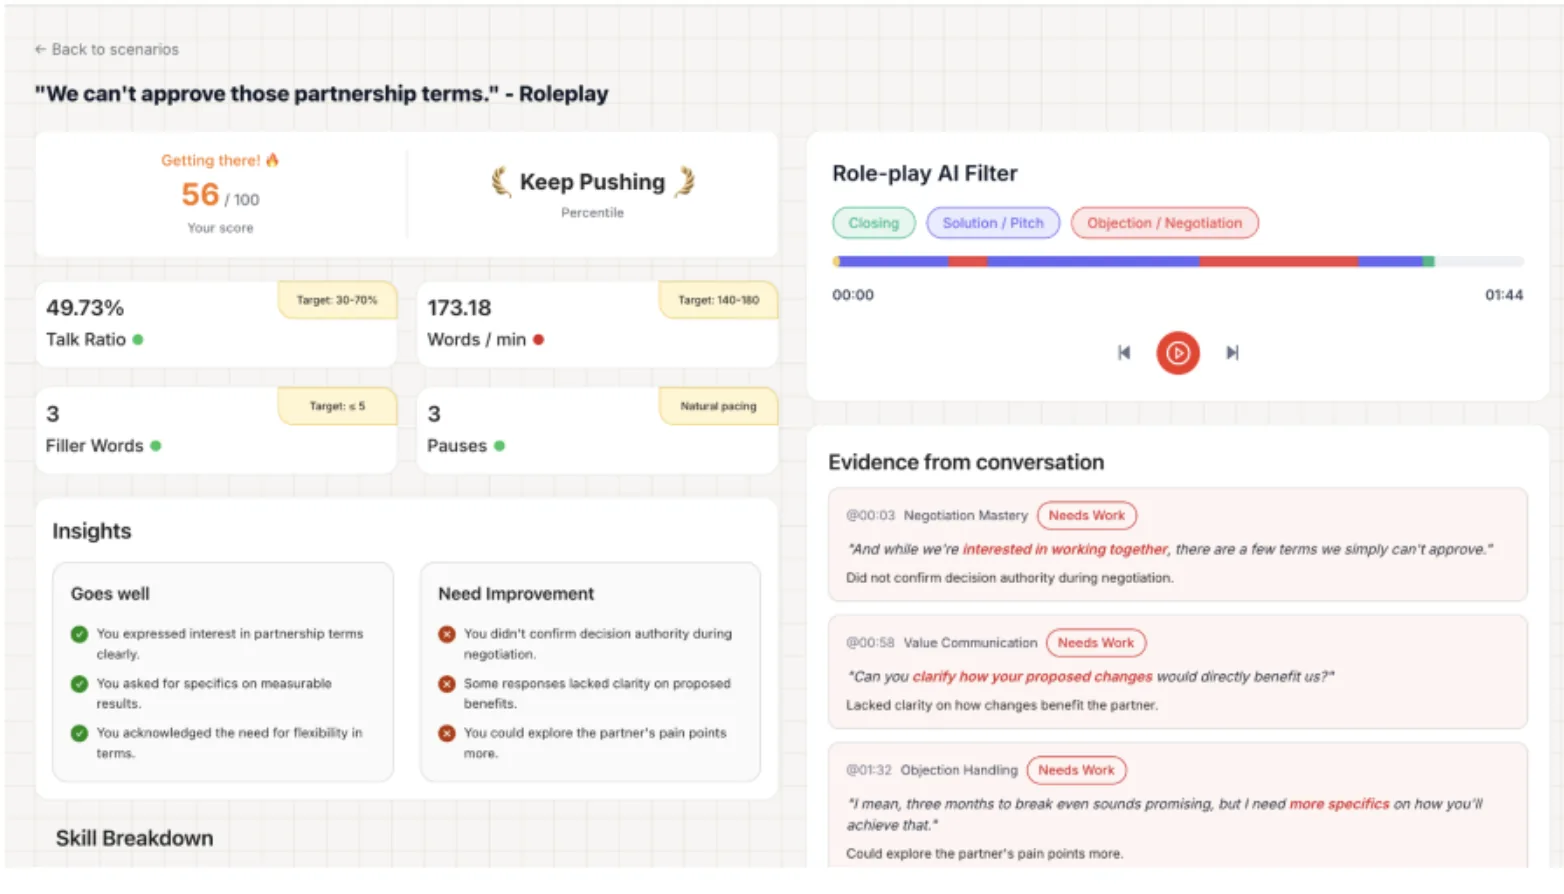 ← Back to scenarios
"We can't approve those partnership terms." - Roleplay
Getting there! 🔥
56 / 100
Your score
Keep Pushing
Percentile
49.73%
Target: 30-70%
Talk Ratio
173.18
Target: 140-180
Words / min
3
Target: ≤ 5
Filler Words
3
Natural pacing
Pauses
Insights
Goes well
You expressed interest in partnership terms
clearly.
You asked for specifics on measurable
results.
You acknowledged the need for flexibility in
terms.
Need Improvement
You didn't confirm decision authority during
negotiation.
Some responses lacked clarity on proposed
benefits.
You could explore the partner's pain points
more.
Skill Breakdown
Role-play AI Filter
Closing
Solution / Pitch
Objection / Negotiation
00:00
01:44
Evidence from conversation
@00:03 Negotiation Mastery Needs Work
"And while we're interested in working together, there are a few terms we simply can't approve."
Did not confirm decision authority during negotiation.
@00:58 Value Communication Needs Work
"Can you clarify how your proposed changes would directly benefit us?"
Lacked clarity on how changes benefit the partner.
@01:32 Objection Handling Needs Work
"I mean, three months to break even sounds promising, but I need more specifics on how you'll
achieve that."
Could explore the partner's pain points more.